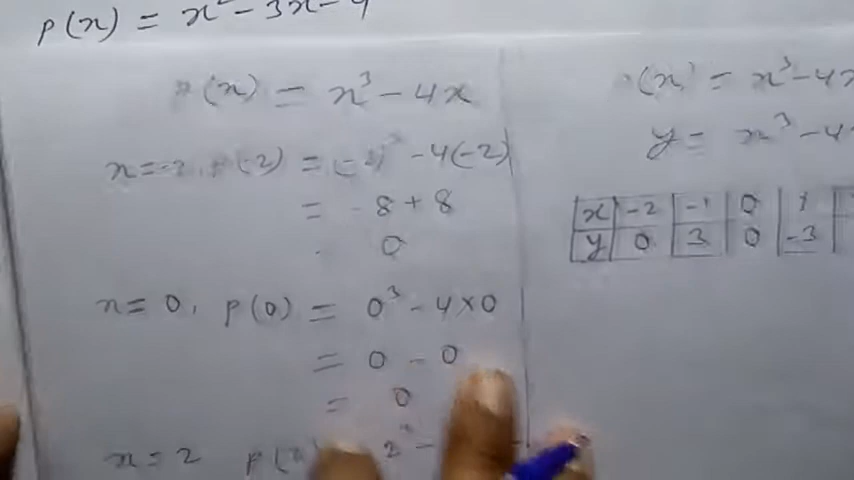 p(x) = x² - 3x - 4
p(x) = x³ - 4x
x = -2, p(-2) = (-2)³ - 4(-2)
= -8 + 8
= 0
x = 0, p(0) = 0³ - 4×0
= 0 - 0
= 0
x = 2 p(2)
p(x) = x³ - 4x
y = x³ - 4
x -2 -1 0 1
y 0 3 0 -3